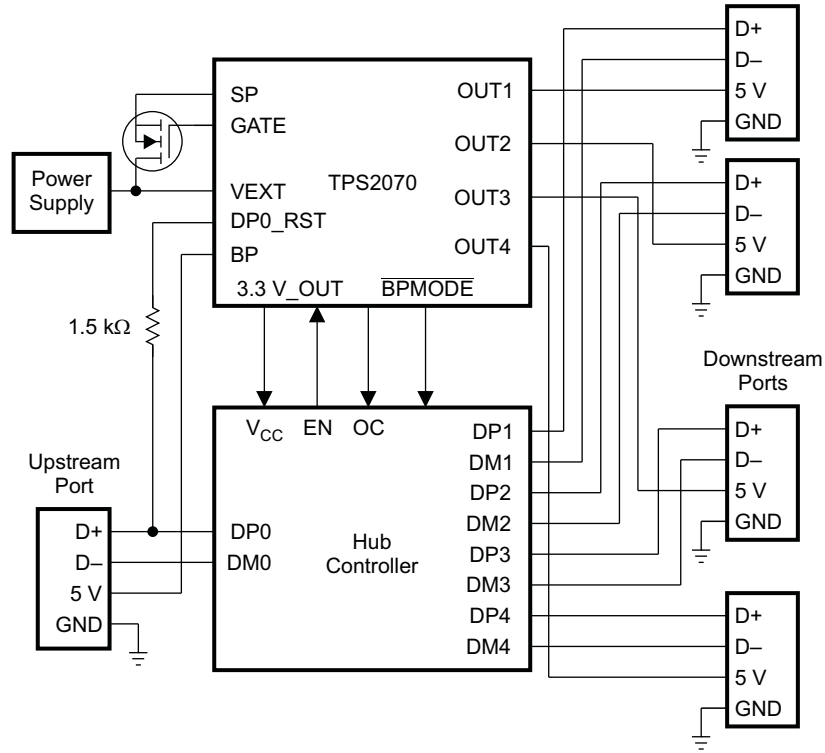 SP
GATE
VEXT
DP0_RST
BP
3.3 V_OUT
BPMODE
TPS2070
OUT1
OUT2
OUT3
OUT4
Power
Supply
1.5 kΩ
Upstream
Port
D+
D–
5 V
GND
VCC
EN
OC
DP0
DM0
Hub
Controller
DP1
DM1
DP2
DM2
DP3
DM3
DP4
DM4
D+
D–
5 V
GND
D+
D–
5 V
GND
Downstream
Ports
D+
D–
5 V
GND
D+
D–
5 V
GND